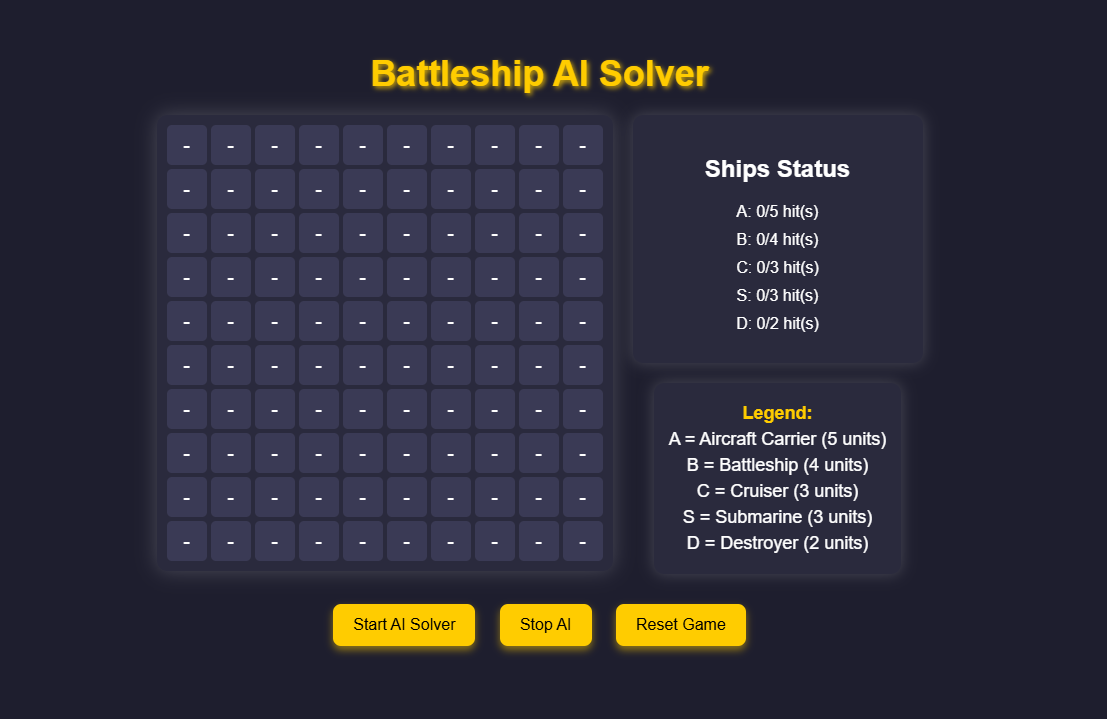 Battleship AI Solver
- - - - - - - - - -
- - - - - - - - - -
- - - - - - - - - -
- - - - - - - - - -
- - - - - - - - - -
- - - - - - - - - -
- - - - - - - - - -
- - - - - - - - - -
- - - - - - - - - -
- - - - - - - - - -
Ships Status
A: 0/5 hit(s)
B: 0/4 hit(s)
C: 0/3 hit(s)
S: 0/3 hit(s)
D: 0/2 hit(s)
Legend:
A = Aircraft Carrier (5 units)
B = Battleship (4 units)
C = Cruiser (3 units)
S = Submarine (3 units)
D = Destroyer (2 units)
Start AI Solver Stop AI Reset Game